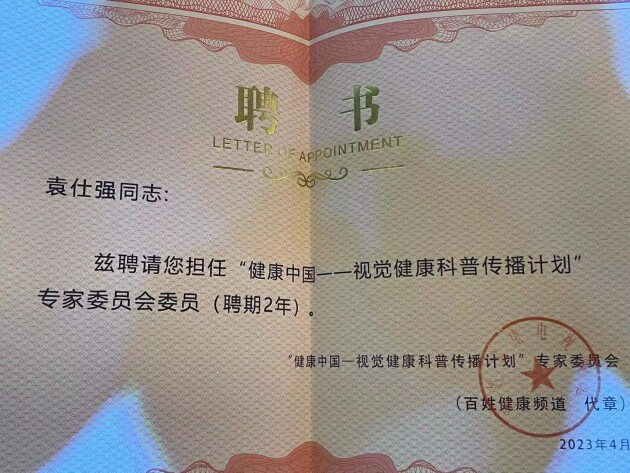 聘 书
LETTER OF APPOINTMENT
袁仕强同志:
兹聘请您担任“健康中国——视觉健康科普传播计划”
专家委员会委员（聘期2年）。
“健康中国—视觉健康科普传播计划”专家委员会
（百姓健康频道 代章）
2023年4月